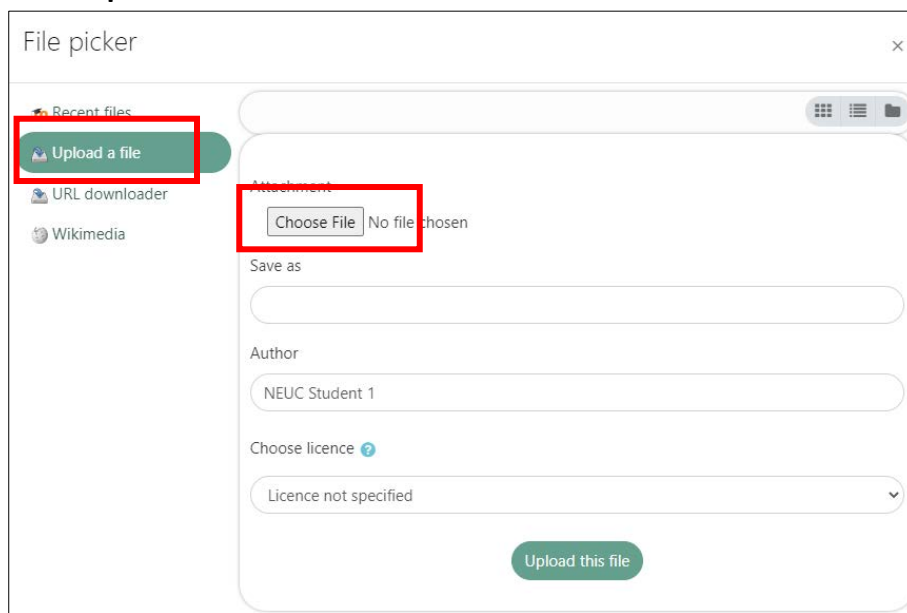 File picker
×
Recent files
Upload a file
URL downloader
Wikimedia
Attachment
Choose File No file chosen
Save as
Author
NEUC Student 1
Choose licence ?
Licence not specified
Upload this file